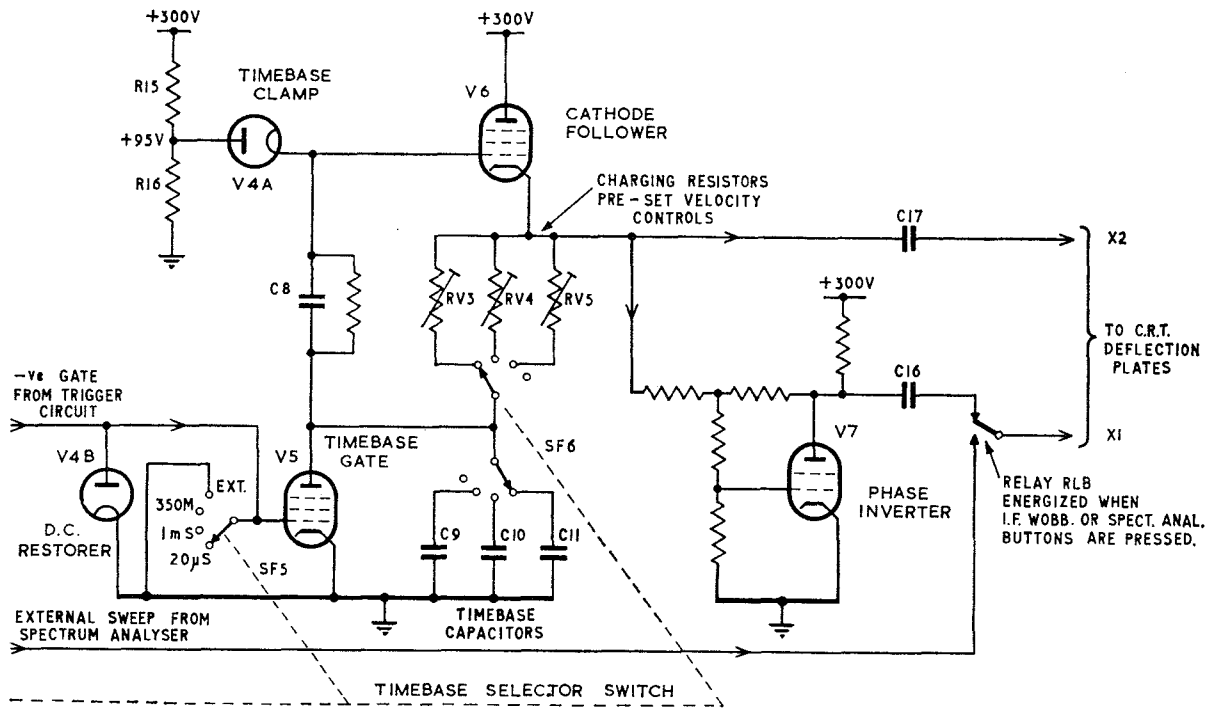 +300V
R15
+95V
R16
TIMEBASE
CLAMP
V4A
+300V
V6
CATHODE
FOLLOWER
CHARGING RESISTORS
PRE-SET VELOCITY
CONTROLS
C17
X2
C8
RV3
RV4
RV5
+300V
TO C.R.T.
DEFLECTION
PLATES
C16
X1
-Ve GATE
FROM TRIGGER
CIRCUIT
V4B
D.C.
RESTORER
EXT.
350M
1mS
20µS
SF5
V5
TIMEBASE
GATE
SF6
C9
C10
C11
V7
PHASE
INVERTER
RELAY RLB
ENERGIZED WHEN
I.F. WOBB. OR SPECT. ANAL.
BUTTONS ARE PRESSED.
EXTERNAL SWEEP FROM
SPECTRUM ANALYSER
TIMEBASE
CAPACITORS
TIMEBASE SELECTOR SWITCH